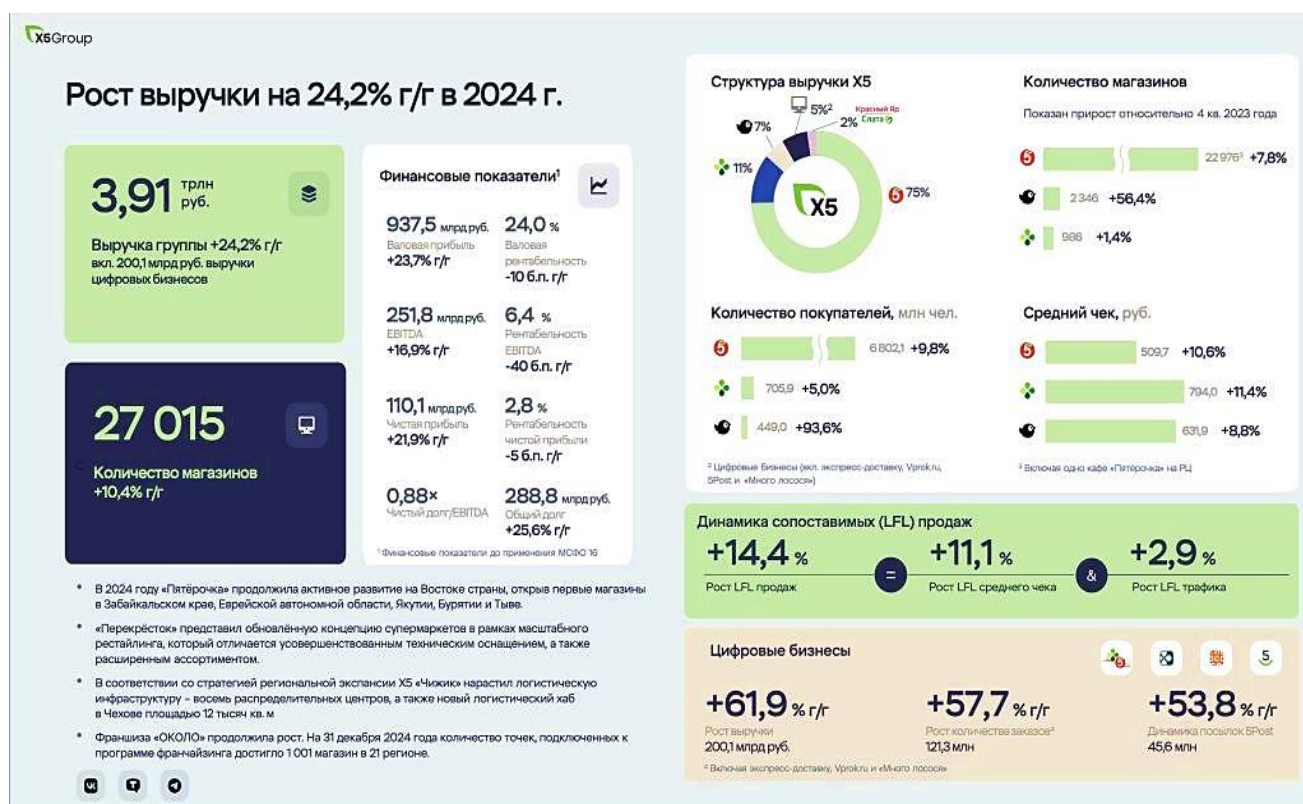 X5Group
Рост выручки на 24,2% г/г в 2024 г.
3,91 трлн руб.
Выручка группы +24,2% г/г
вкл. 200,1 млрд руб. выручки
цифровых бизнесов
27 015
Количество магазинов
+10,4% г/г
Финансовые показатели¹
937,5 млрд руб.
Валовая прибыль
+23,7% г/г
24,0 %
Валовая
рентабельность
-10 б.п. г/г
251,8 млрд руб.
EBITDA
+16,9% г/г
6,4 %
Рентабельность
EBITDA
-40 б.п. г/г
110,1 млрд руб.
Чистая прибыль
+21,9% г/г
2,8 %
Рентабельность
чистой прибыли
-5 б.п. г/г
0,88×
Чистый долг/EBITDA
288,8 млрд руб.
Общий долг
+25,6% г/г
¹ Финансовые показатели до применения МСФО 16
• В 2024 году «Пятёрочка» продолжила активное развитие на Востоке страны, открыв первые магазины
в Забайкальском крае, Еврейской автономной области, Якутии, Бурятии и Тыве.
• «Перекрёсток» представил обновлённую концепцию супермаркетов в рамках масштабного
рестайлинга, который отличается усовершенствованным техническим оснащением, а также
расширенным ассортиментом.
• В соответствии со стратегией региональной экспансии X5 «Чижик» нарастил логистическую
инфраструктуру – восемь распределительных центров, а также новый логистический хаб
в Чехове площадью 12 тысяч кв. м
• Франшиза «ОКОЛО» продолжила рост. На 31 декабря 2024 года количество точек, подключенных к
программе франчайзинга достигло 1 001 магазин в 21 регионе.
Структура выручки X5
5%²
2%
Красный Яр
Слата
7%
11%
X5
5
75%
Количество магазинов
Показан прирост относительно 4 кв. 2023 года
5
22 976³ +7,8%
2 346 +56,4%
986 +1,4%
Количество покупателей, млн чел.
5
6 802,1 +9,8%
705,9 +5,0%
449,0 +93,6%
² Цифровые бизнесы (вкл. экспресс-доставку, Vprok.ru,
5Post и «Много лосося»)
Средний чек, руб.
5
509,7 +10,6%
794,0 +11,4%
631,9 +8,8%
³ Включая одно кафе «Пятёрочка» на РЦ
Динамика сопоставимых (LFL) продаж
+14,4 % = +11,1 % & +2,9 %
Рост LFL продаж
Рост LFL среднего чека
Рост LFL трафика
Цифровые бизнесы
5
5
+61,9 % г/г
Рост выручки
200,1 млрд руб.
+57,7 % г/г
Рост количества заказов⁴
121,3 млн
+53,8 % г/г
Динамика посылок 5Post
45,6 млн
⁴ Включая экспресс-доставку, Vprok.ru и «Много лосося»